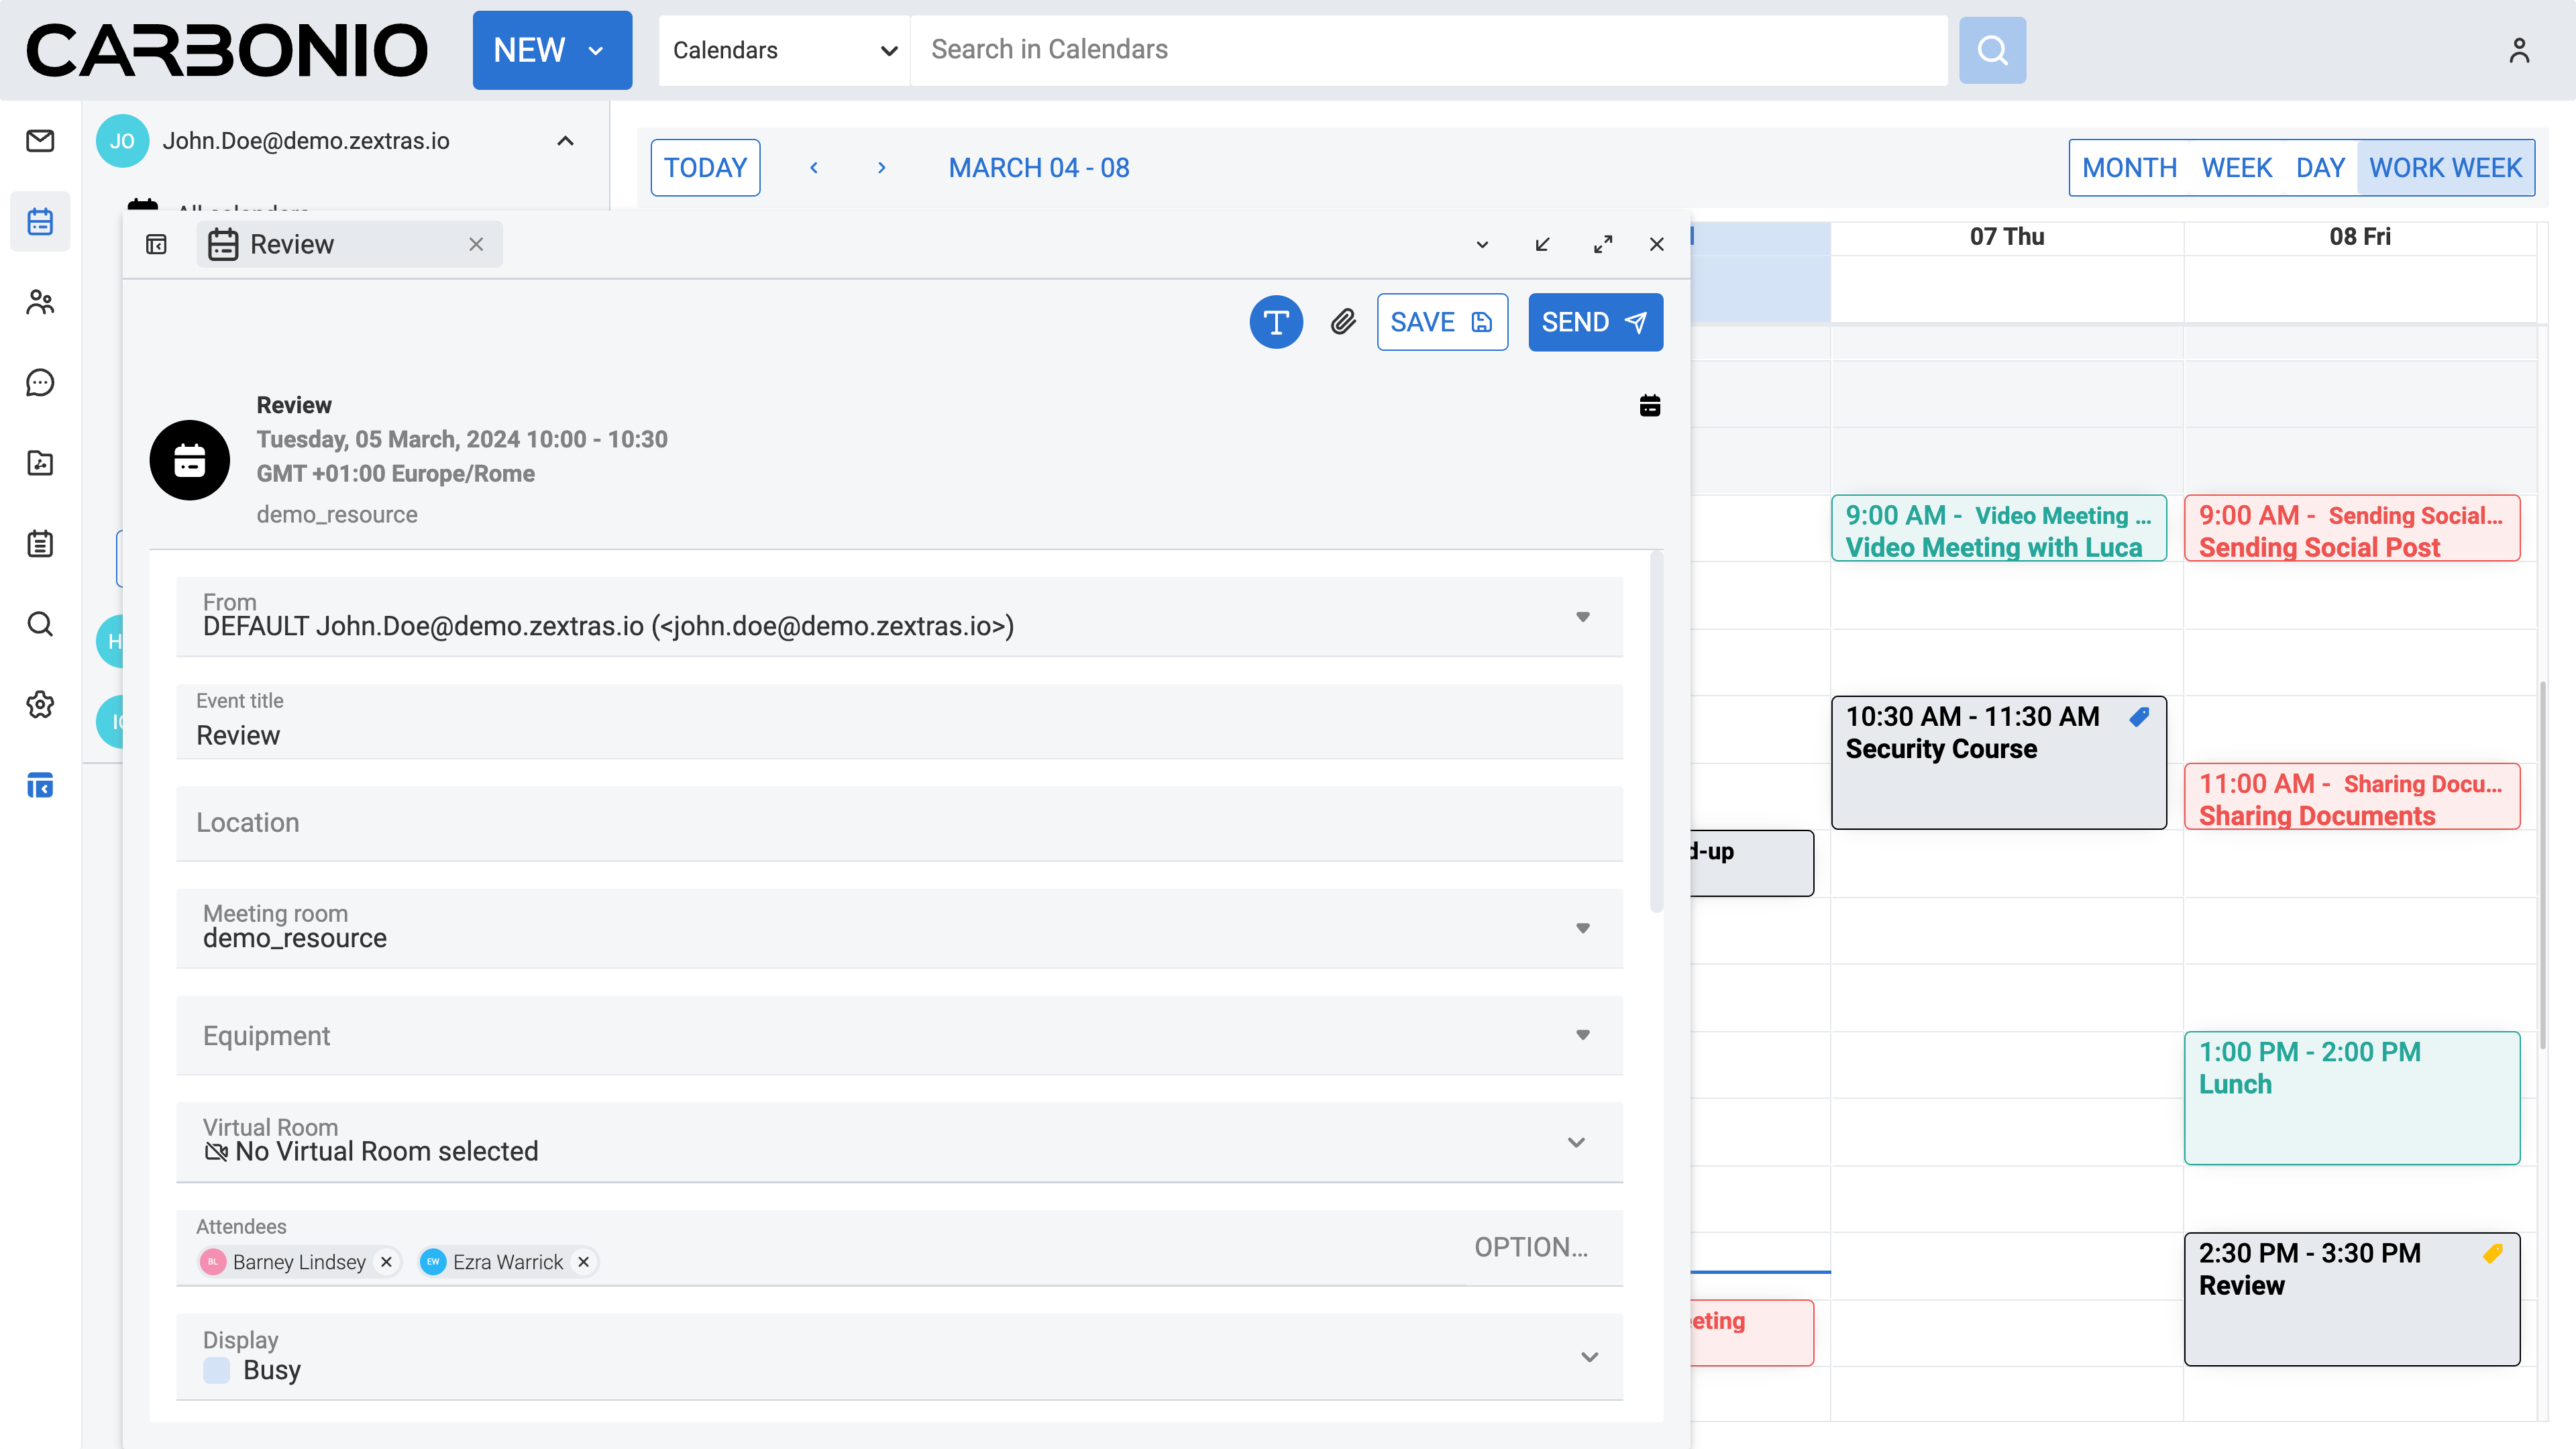 CARBONIO
NEW
Calendars
Search in Calendars
JO
John.Doe@demo.zextras.io
TODAY
MARCH 04 - 08
MONTH WEEK DAY WORK WEEK
All calendars
Review
07 Thu
08 Fri
T
SAVE
SEND
Review
Tuesday, 05 March, 2024 10:00 - 10:30
GMT +01:00 Europe/Rome
demo_resource
From
DEFAULT John.Doe@demo.zextras.io (<john.doe@demo.zextras.io>)
Event title
Review
Location
Meeting room
demo_resource
Equipment
Virtual Room
No Virtual Room selected
Attendees
BL Barney Lindsey
EW Ezra Warrick
OPTION...
Display
Busy
9:00 AM - Video Meeting ...
Video Meeting with Luca
9:00 AM - Sending Social...
Sending Social Post
10:30 AM - 11:30 AM
Security Course
11:00 AM - Sharing Docu...
Sharing Documents
d-up
1:00 PM - 2:00 PM
Lunch
2:30 PM - 3:30 PM
Review
eting